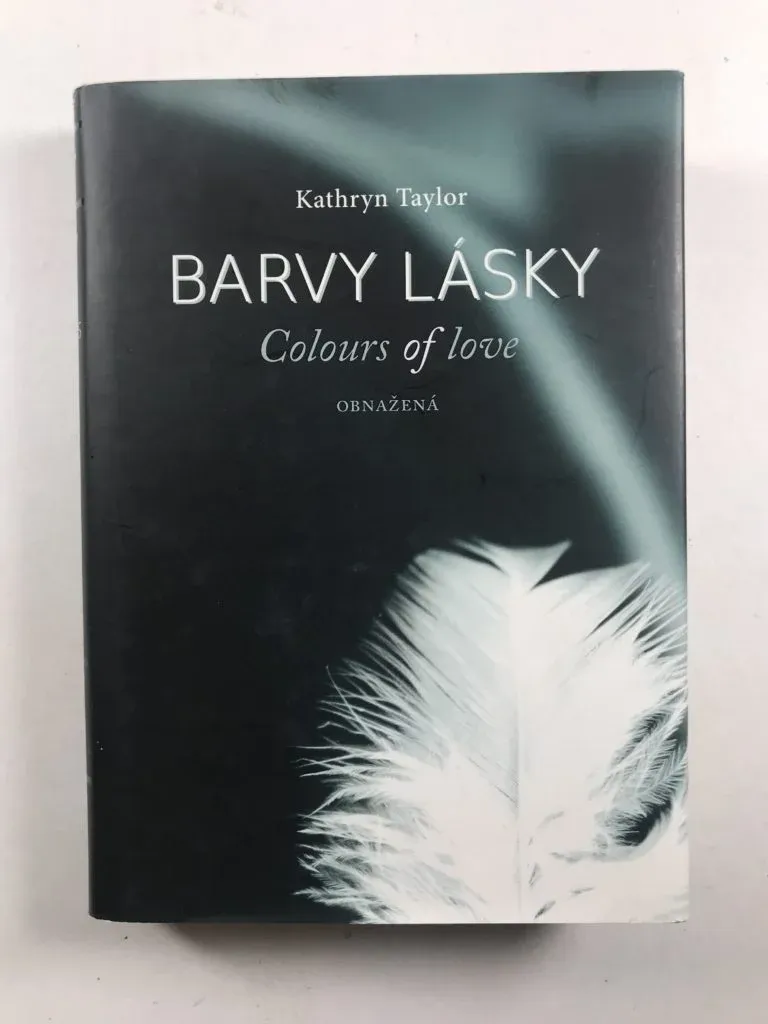 Kathryn Taylor
BARVY LÁSKY
Colours of love
OBNAŽENÁ